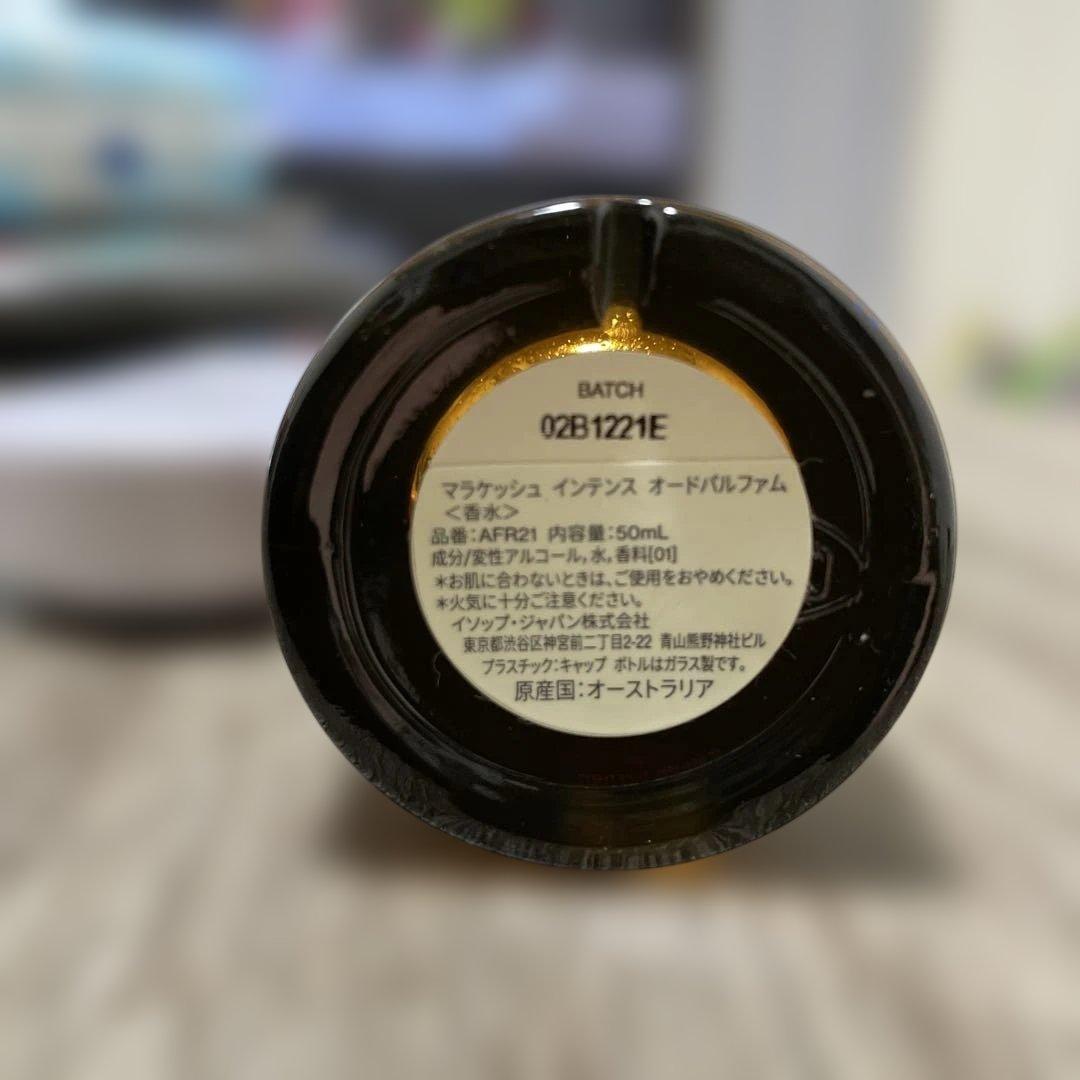 BATCH
02B1221E
マラケッシュ インテンス オードパルファム
＜香水＞
品番：AFR21 内容量：50mL
成分/変性アルコール，水，香料[01]
＊お肌に合わないときは、ご使用をおやめください。
＊火気に十分ご注意ください。
イソップ・ジャパン株式会社
東京都渋谷区神宮前二丁目2-22 青山熊野神社ビル
プラスチック：キャップ ボトルはガラス製です。
原産国：オーストラリア